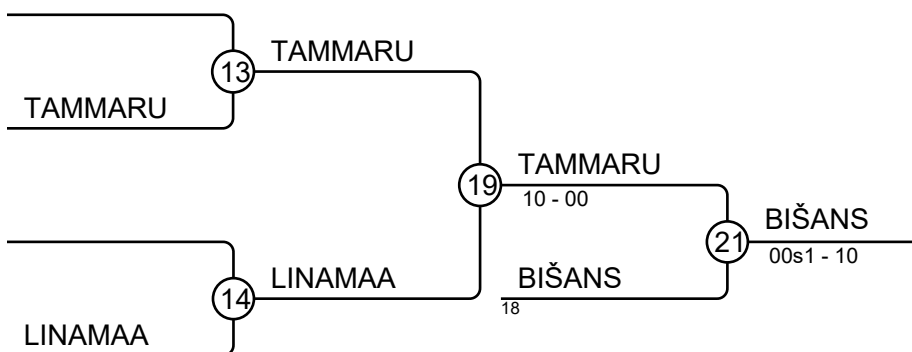 TAMMARU
13
TAMMARU
TAMMARU
19
10 - 00
BIŠANS
21
00s1 - 10
LINAMAA
BIŠANS
14
18
LINAMAA